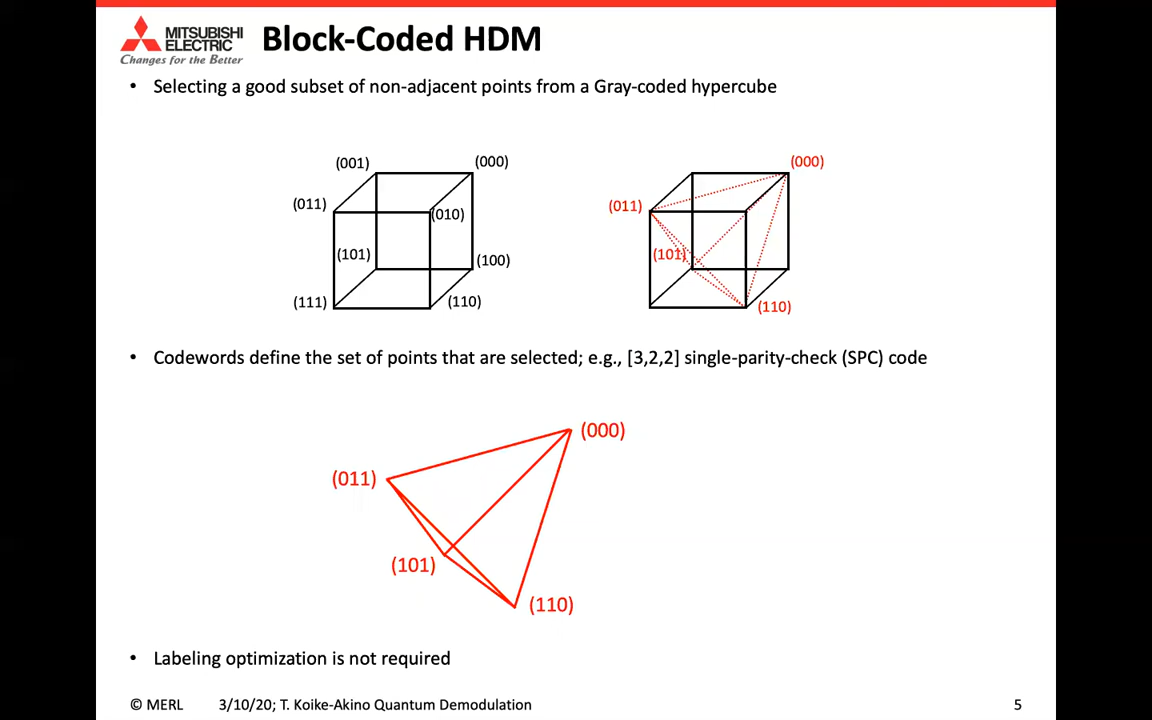 MITSUBISHI
ELECTRIC
Changes for the Better
Block-Coded HDM
• Selecting a good subset of non-adjacent points from a Gray-coded hypercube
(001)
(000)
(011)
(010)
(101)
(100)
(111)
(110)
(000)
(011)
(101)
(110)
• Codewords define the set of points that are selected; e.g., [3,2,2] single-parity-check (SPC) code
(000)
(011)
(101)
(110)
• Labeling optimization is not required
© MERL 3/10/20; T. Koike-Akino Quantum Demodulation 5